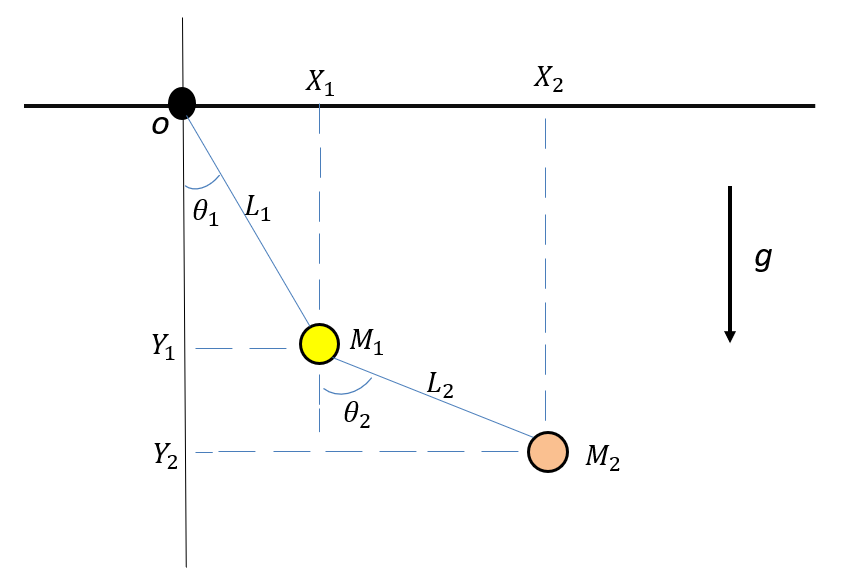 X₁
X₂
o
θ₁
L₁
g
Y₁
M₁
L₂
θ₂
Y₂
M₂